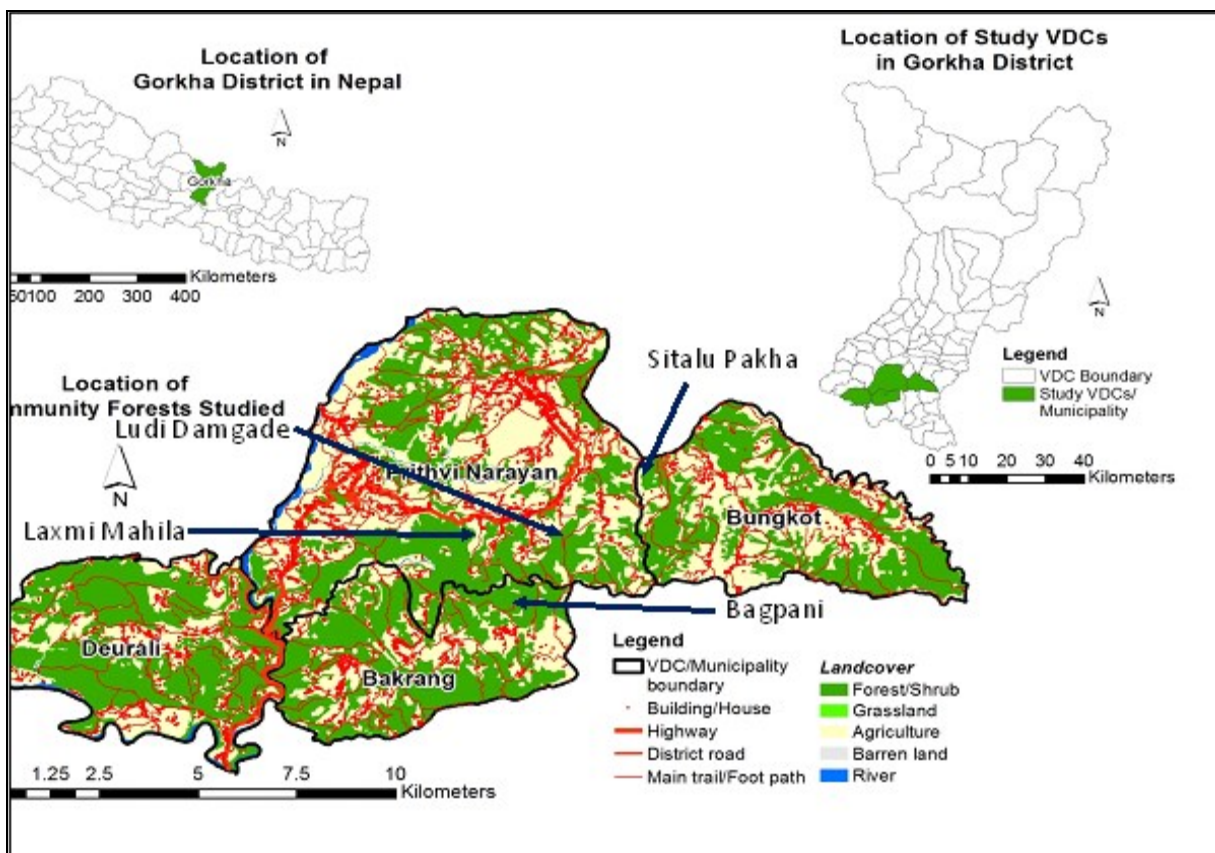 Location of
Gorkha District in Nepal
N
Gorkha
50100 200 300 400 Kilometers
Location of Study VDCs
in Gorkha District
N
Legend
VDC Boundary
Study VDCs/
Municipality
0 5 10 20 30 40
Kilometers
Location of
mmunity Forests Studied
N
Ludi Damgade
Laxmi Mahila
Sitalu Pakha
Bagpani
Prithvi Narayan
Bungkot
Deurali
Bakrang
1.25 2.5 5 7.5 10
Kilometers
Legend
VDC/Municipality
boundary
Building/House
Highway
District road
Main trail/Foot path
Landcover
Forest/Shrub
Grassland
Agriculture
Barren land
River